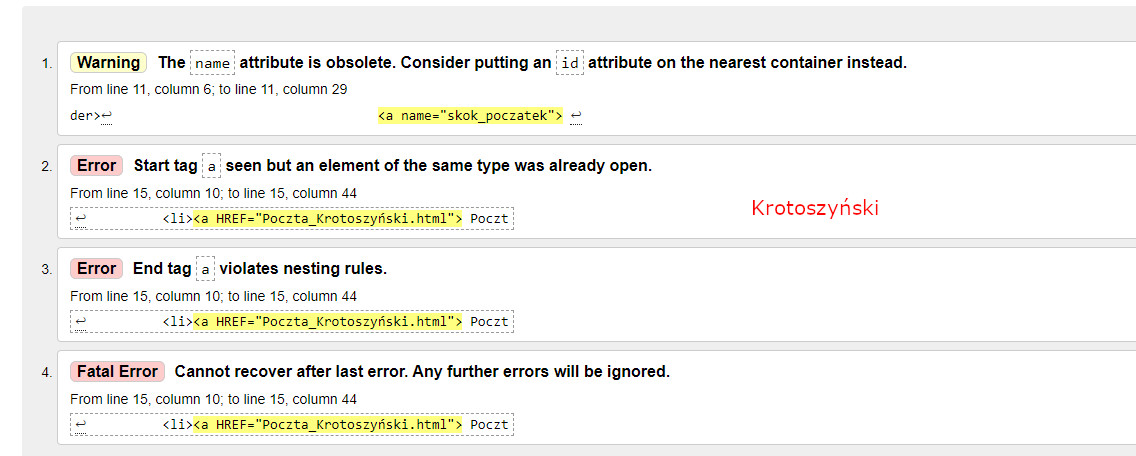 1. Warning The name attribute is obsolete. Consider putting an id attribute on the nearest container instead.
From line 11, column 6; to line 11, column 29
der>↩ <a name="skok_poczatek"> ↩
2. Error Start tag a seen but an element of the same type was already open.
From line 15, column 10; to line 15, column 44
↩ <li><a HREF="Poczta_Krotoszyński.html"> Poczt
Krotoszyński
3. Error End tag a violates nesting rules.
From line 15, column 10; to line 15, column 44
↩ <li><a HREF="Poczta_Krotoszyński.html"> Poczt
4. Fatal Error Cannot recover after last error. Any further errors will be ignored.
From line 15, column 10; to line 15, column 44
↩ <li><a HREF="Poczta_Krotoszyński.html"> Poczt